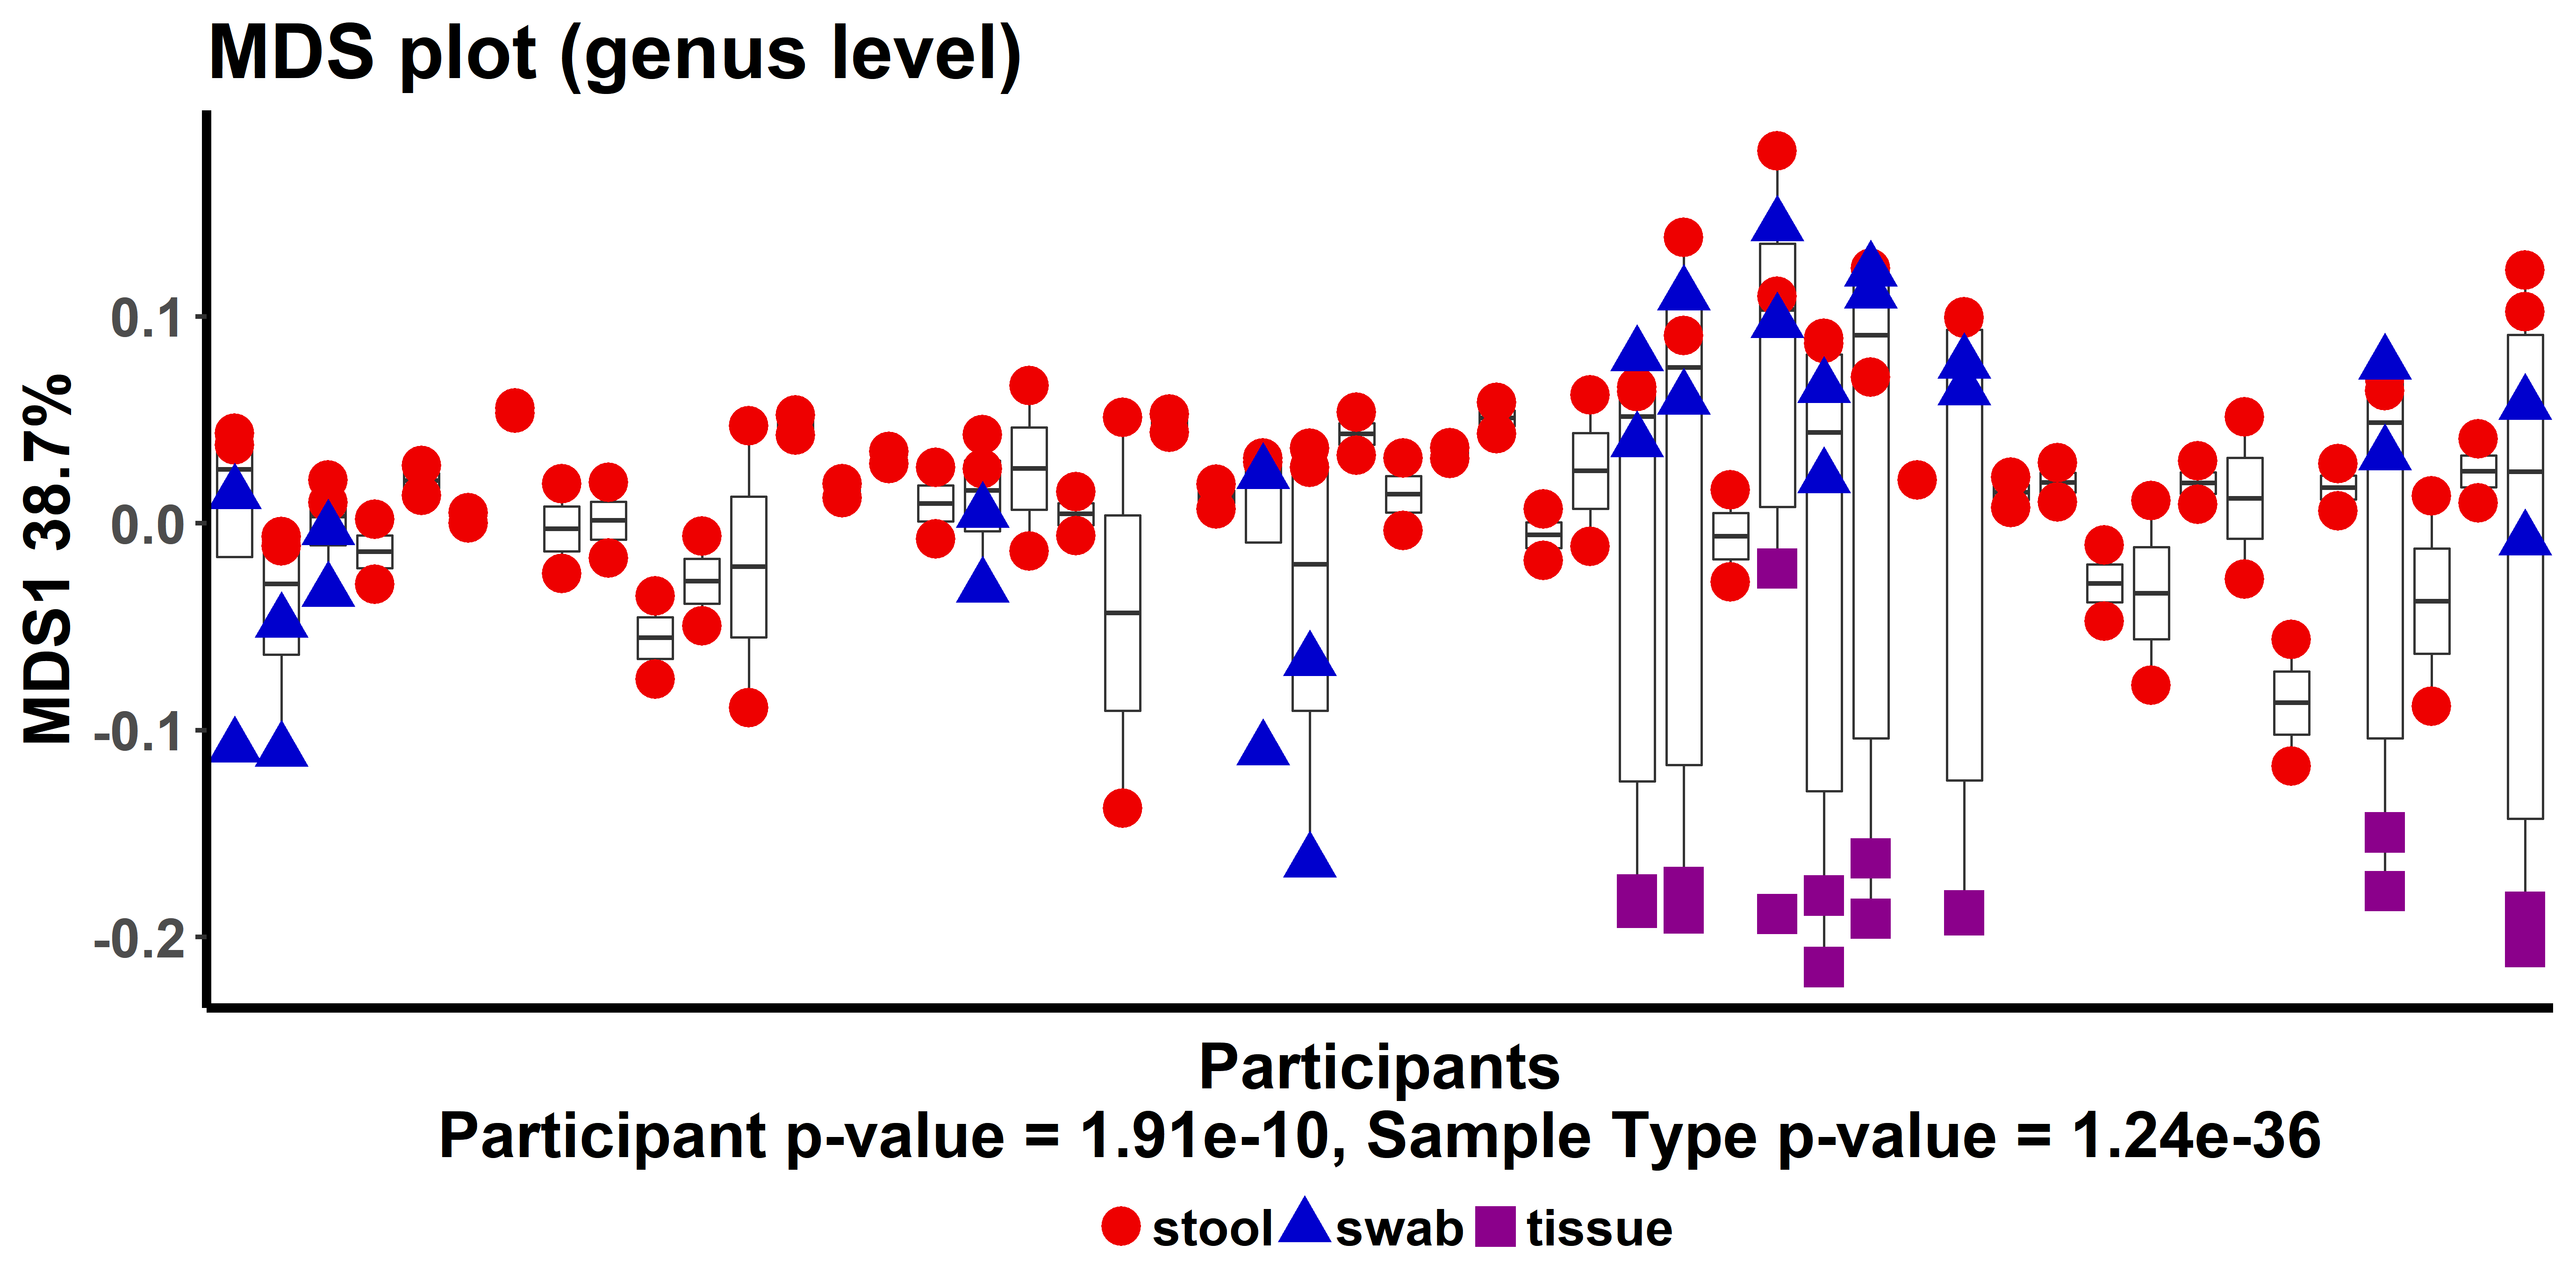 MDS plot (genus level)
MDS1 38.7%
0.1
0.0
-0.1
-0.2
Participants
Participant p-value = 1.91e-10, Sample Type p-value = 1.24e-36
stool swab tissue